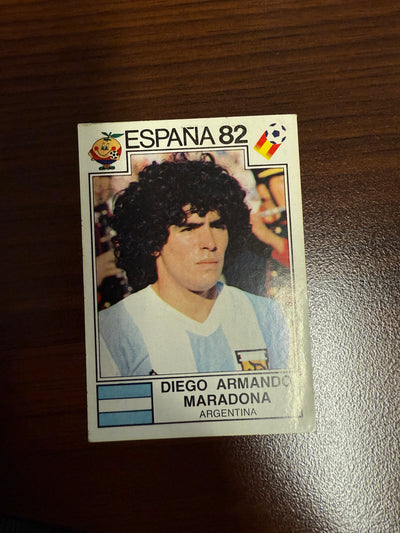 ESPAÑA 82
DIEGO ARMANDO
MARADONA
ARGENTINA